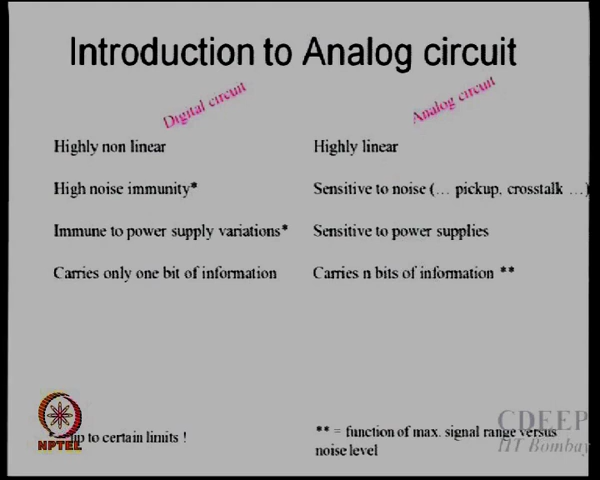 Introduction to Analog circuit
Digital circuit
Analog circuit
Highly non linear
Highly linear
High noise immunity*
Sensitive to noise (... pickup, crosstalk ...)
Immune to power supply variations*
Sensitive to power supplies
Carries only one bit of information
Carries n bits of information **
up to certain limits !
** = function of max. signal range versus
noise level
NPTEL
CDEEP
IIT Bombay